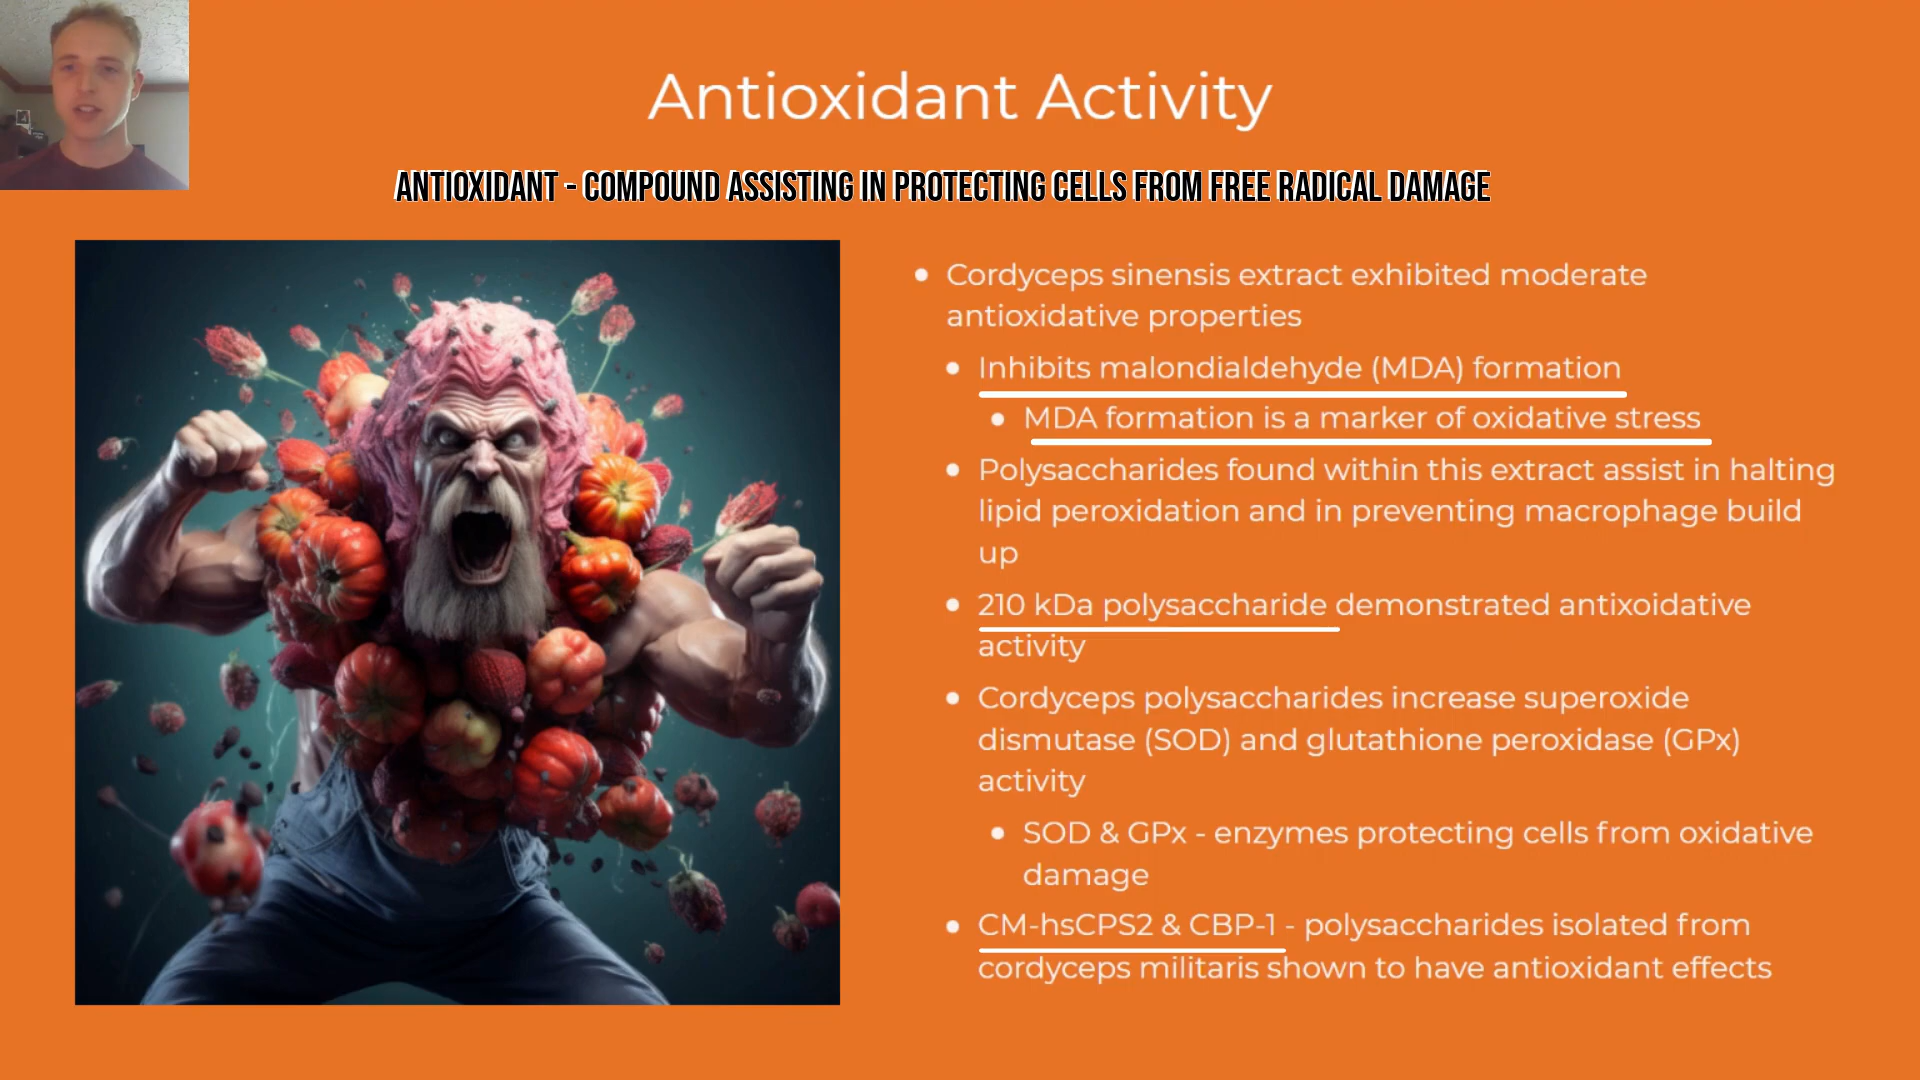 Antioxidant Activity
ANTIOXIDANT - COMPOUND ASSISTING IN PROTECTING CELLS FROM FREE RADICAL DAMAGE
• Cordyceps sinensis extract exhibited moderate
antioxidative properties
• Inhibits malondialdehyde (MDA) formation
• MDA formation is a marker of oxidative stress
• Polysaccharides found within this extract assist in halting
lipid peroxidation and in preventing macrophage build
up
• 210 kDa polysaccharide demonstrated antixoidative
activity
• Cordyceps polysaccharides increase superoxide
dismutase (SOD) and glutathione peroxidase (GPx)
activity
• SOD & GPx - enzymes protecting cells from oxidative
damage
• CM-hsCPS2 & CBP-1 - polysaccharides isolated from
cordyceps militaris shown to have antioxidant effects